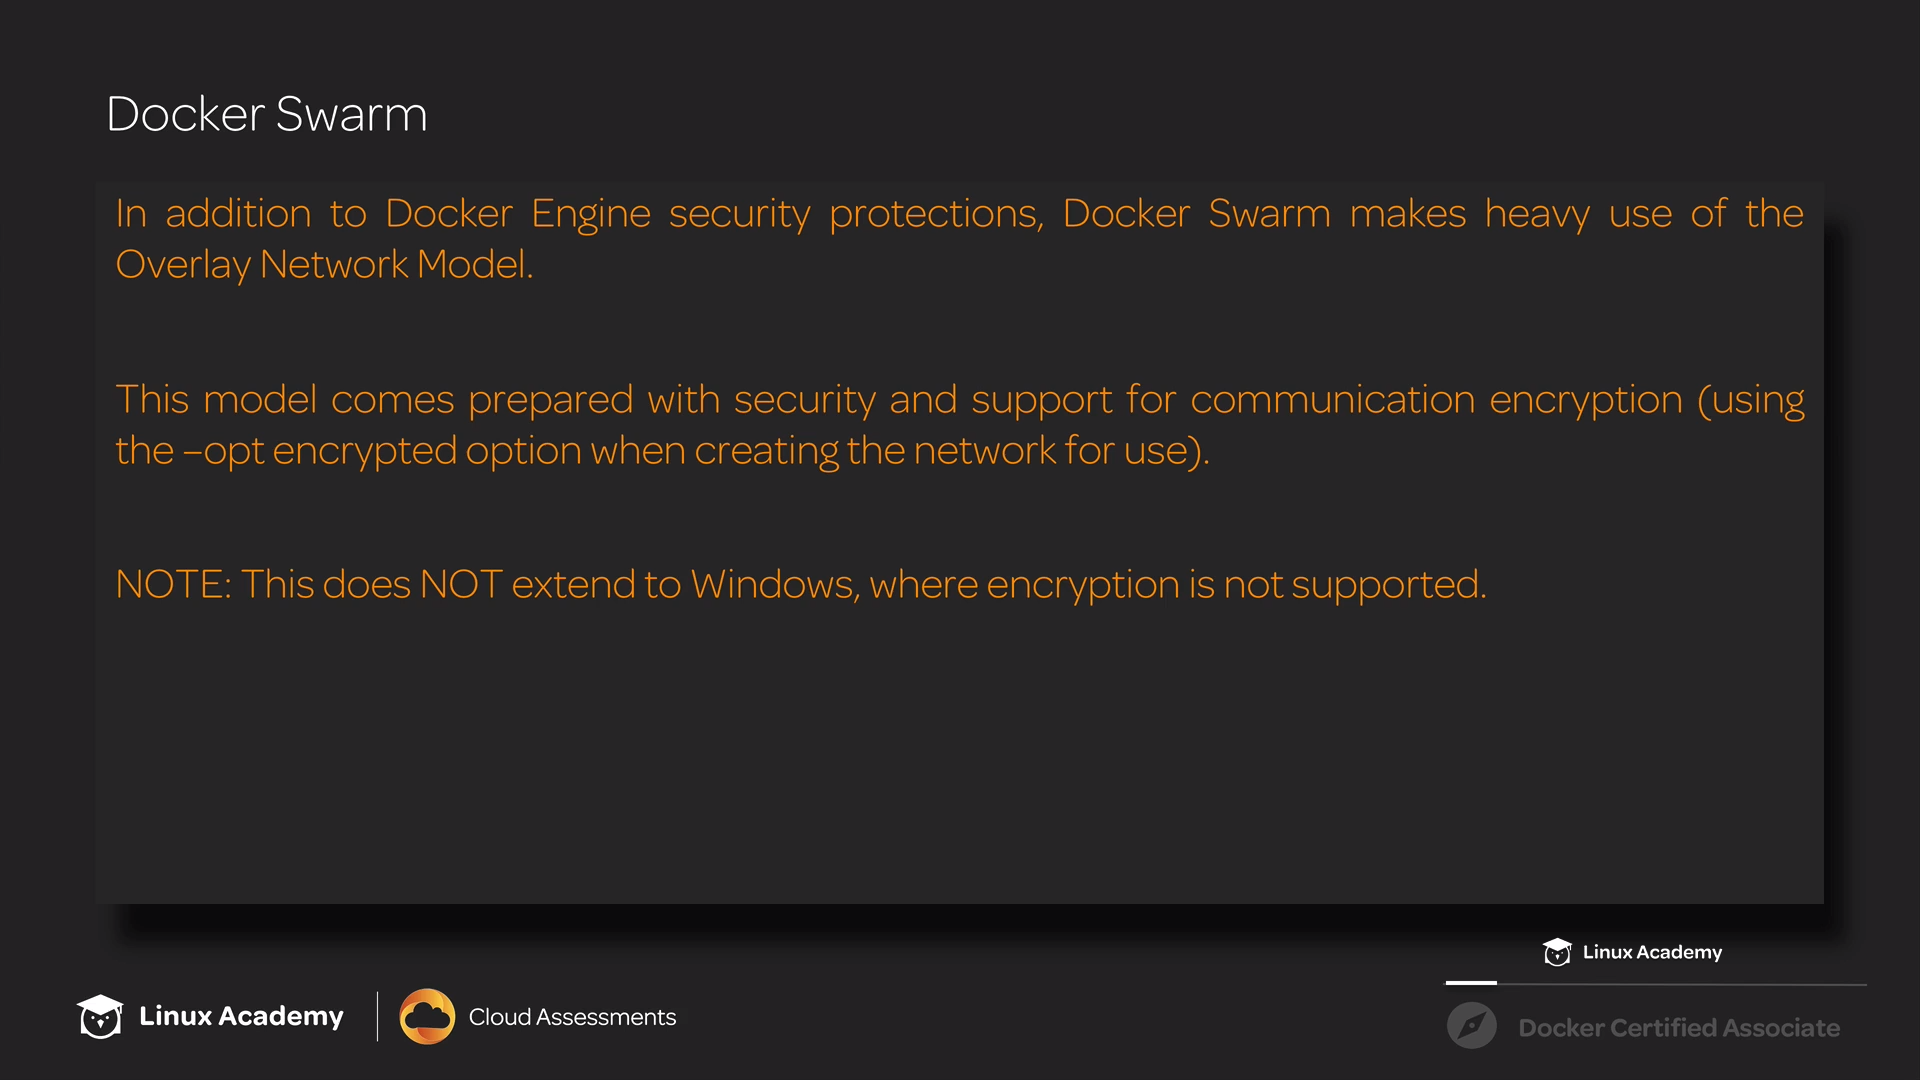 Docker Swarm
In addition to Docker Engine security protections, Docker Swarm makes heavy use of the
Overlay Network Model.
This model comes prepared with security and support for communication encryption (using
the –opt encrypted option when creating the network for use).
NOTE: This does NOT extend to Windows, where encryption is not supported.
Linux Academy
Linux Academy
Cloud Assessments
Docker Certified Associate